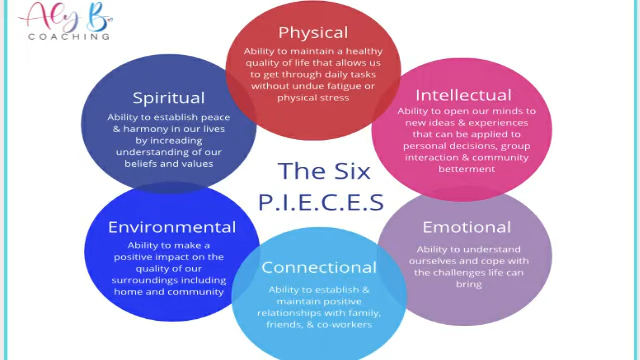 Aly B
COACHING
Physical
Ability to maintain a healthy
quality of life that allows us
to get through daily tasks
without undue fatigue or
physical stress
Intellectual
Ability to open our minds to
new ideas & experiences
that can be applied to
personal decisions, group
interaction & community
betterment
Emotional
Ability to understand
ourselves and cope with
the challenges life can
bring
Connectional
Ability to establish &
maintain positive
relationships with family,
friends, & co-workers
Environmental
Ability to make a
positive impact on the
quality of our
surroundings including
home and community
Spiritual
Ability to establish peace
& harmony in our lives
by increading
understanding of our
beliefs and values
The Six
P.I.E.C.E.S